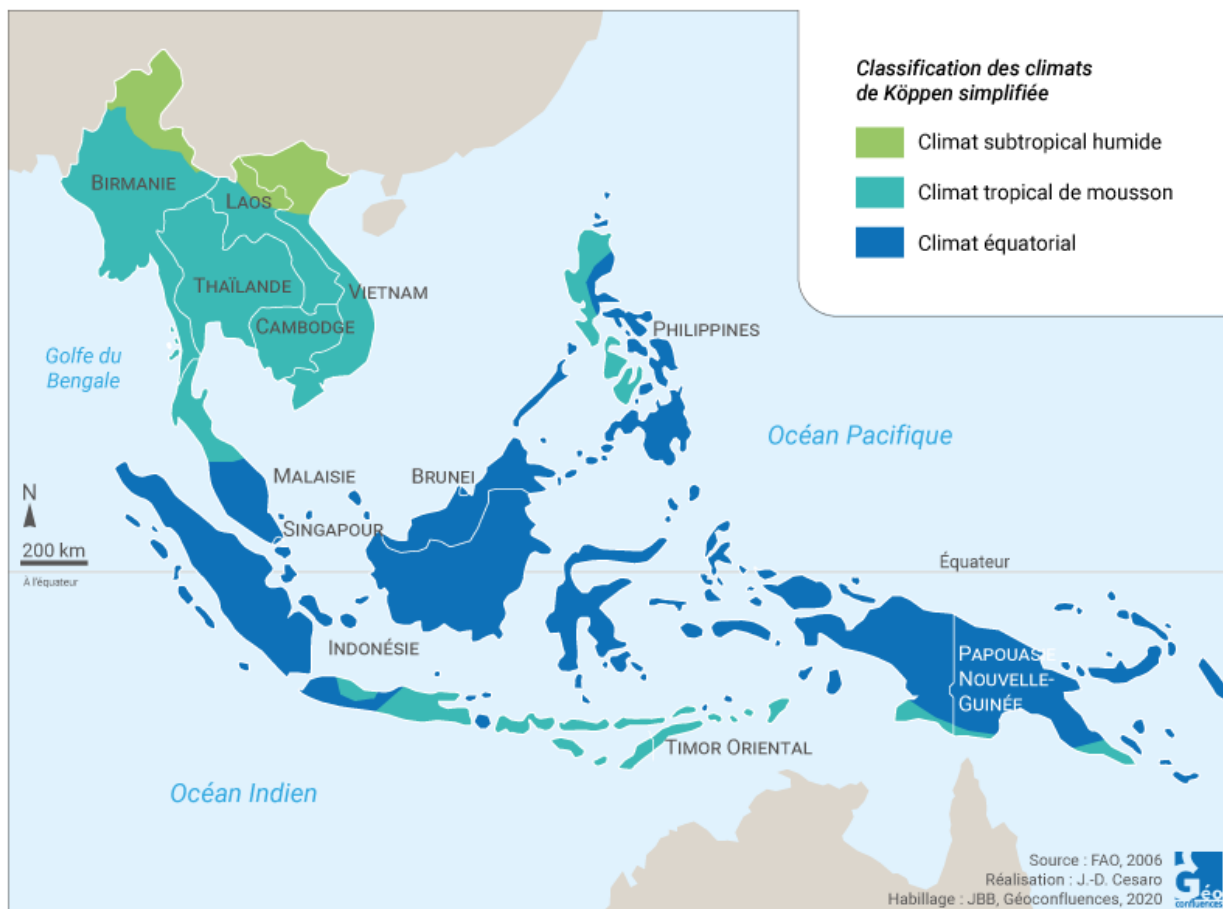 Classification des climats
de Köppen simplifiée
Climat subtropical humide
Climat tropical de mousson
Climat équatorial
BIRMANIE
LAOS
THAÏLANDE
VIETNAM
CAMBODGE
PHILIPPINES
Golfe du
Bengale
Océan Pacifique
MALAISIE
BRUNEI
SINGAPOUR
N
200 km
À l'équateur
Équateur
INDONÉSIE
PAPOUASIE
NOUVELLE-
GUINÉE
TIMOR ORIENTAL
Océan Indien
Source : FAO, 2006
Réalisation : J.-D. Cesaro
Habillage : JBB, Géoconfluences, 2020
Géo
confluences